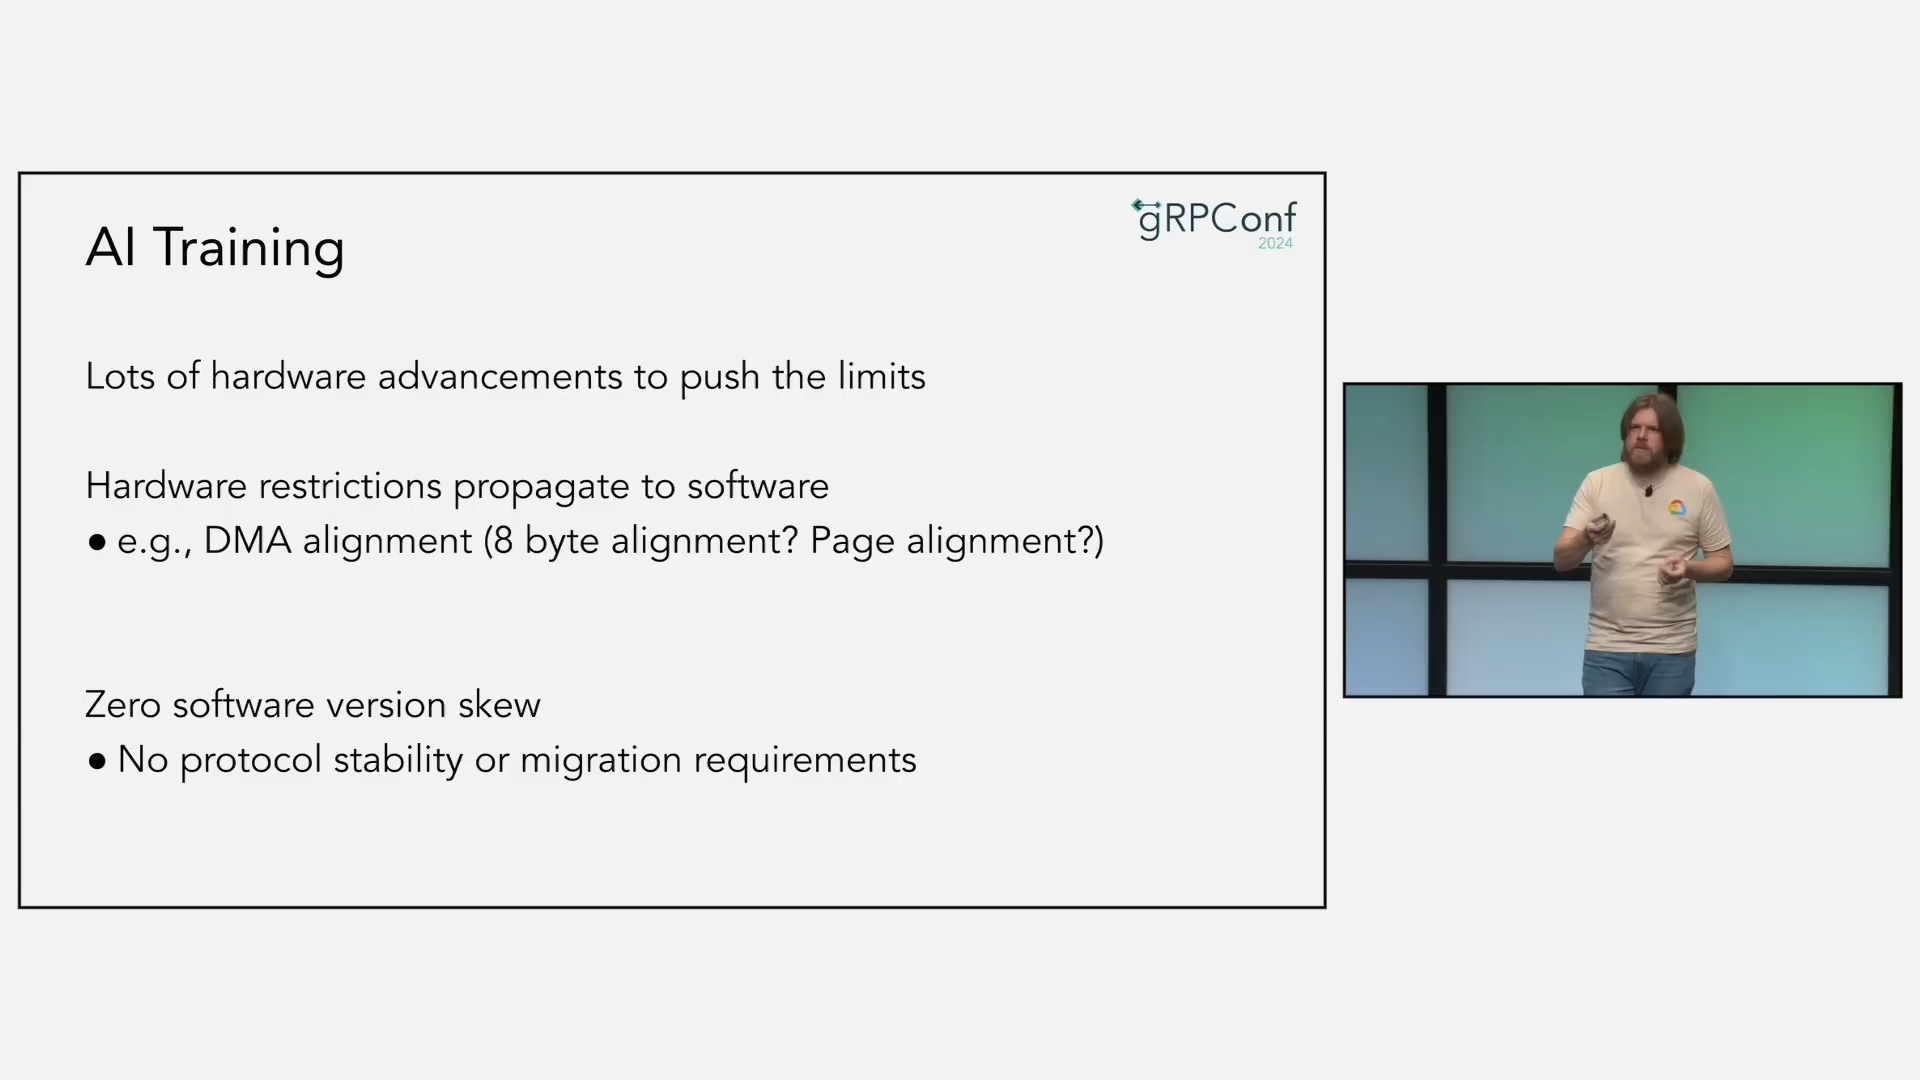 gRPConf
2024
AI Training
Lots of hardware advancements to push the limits
Hardware restrictions propagate to software
● e.g., DMA alignment (8 byte alignment? Page alignment?)
Zero software version skew
● No protocol stability or migration requirements